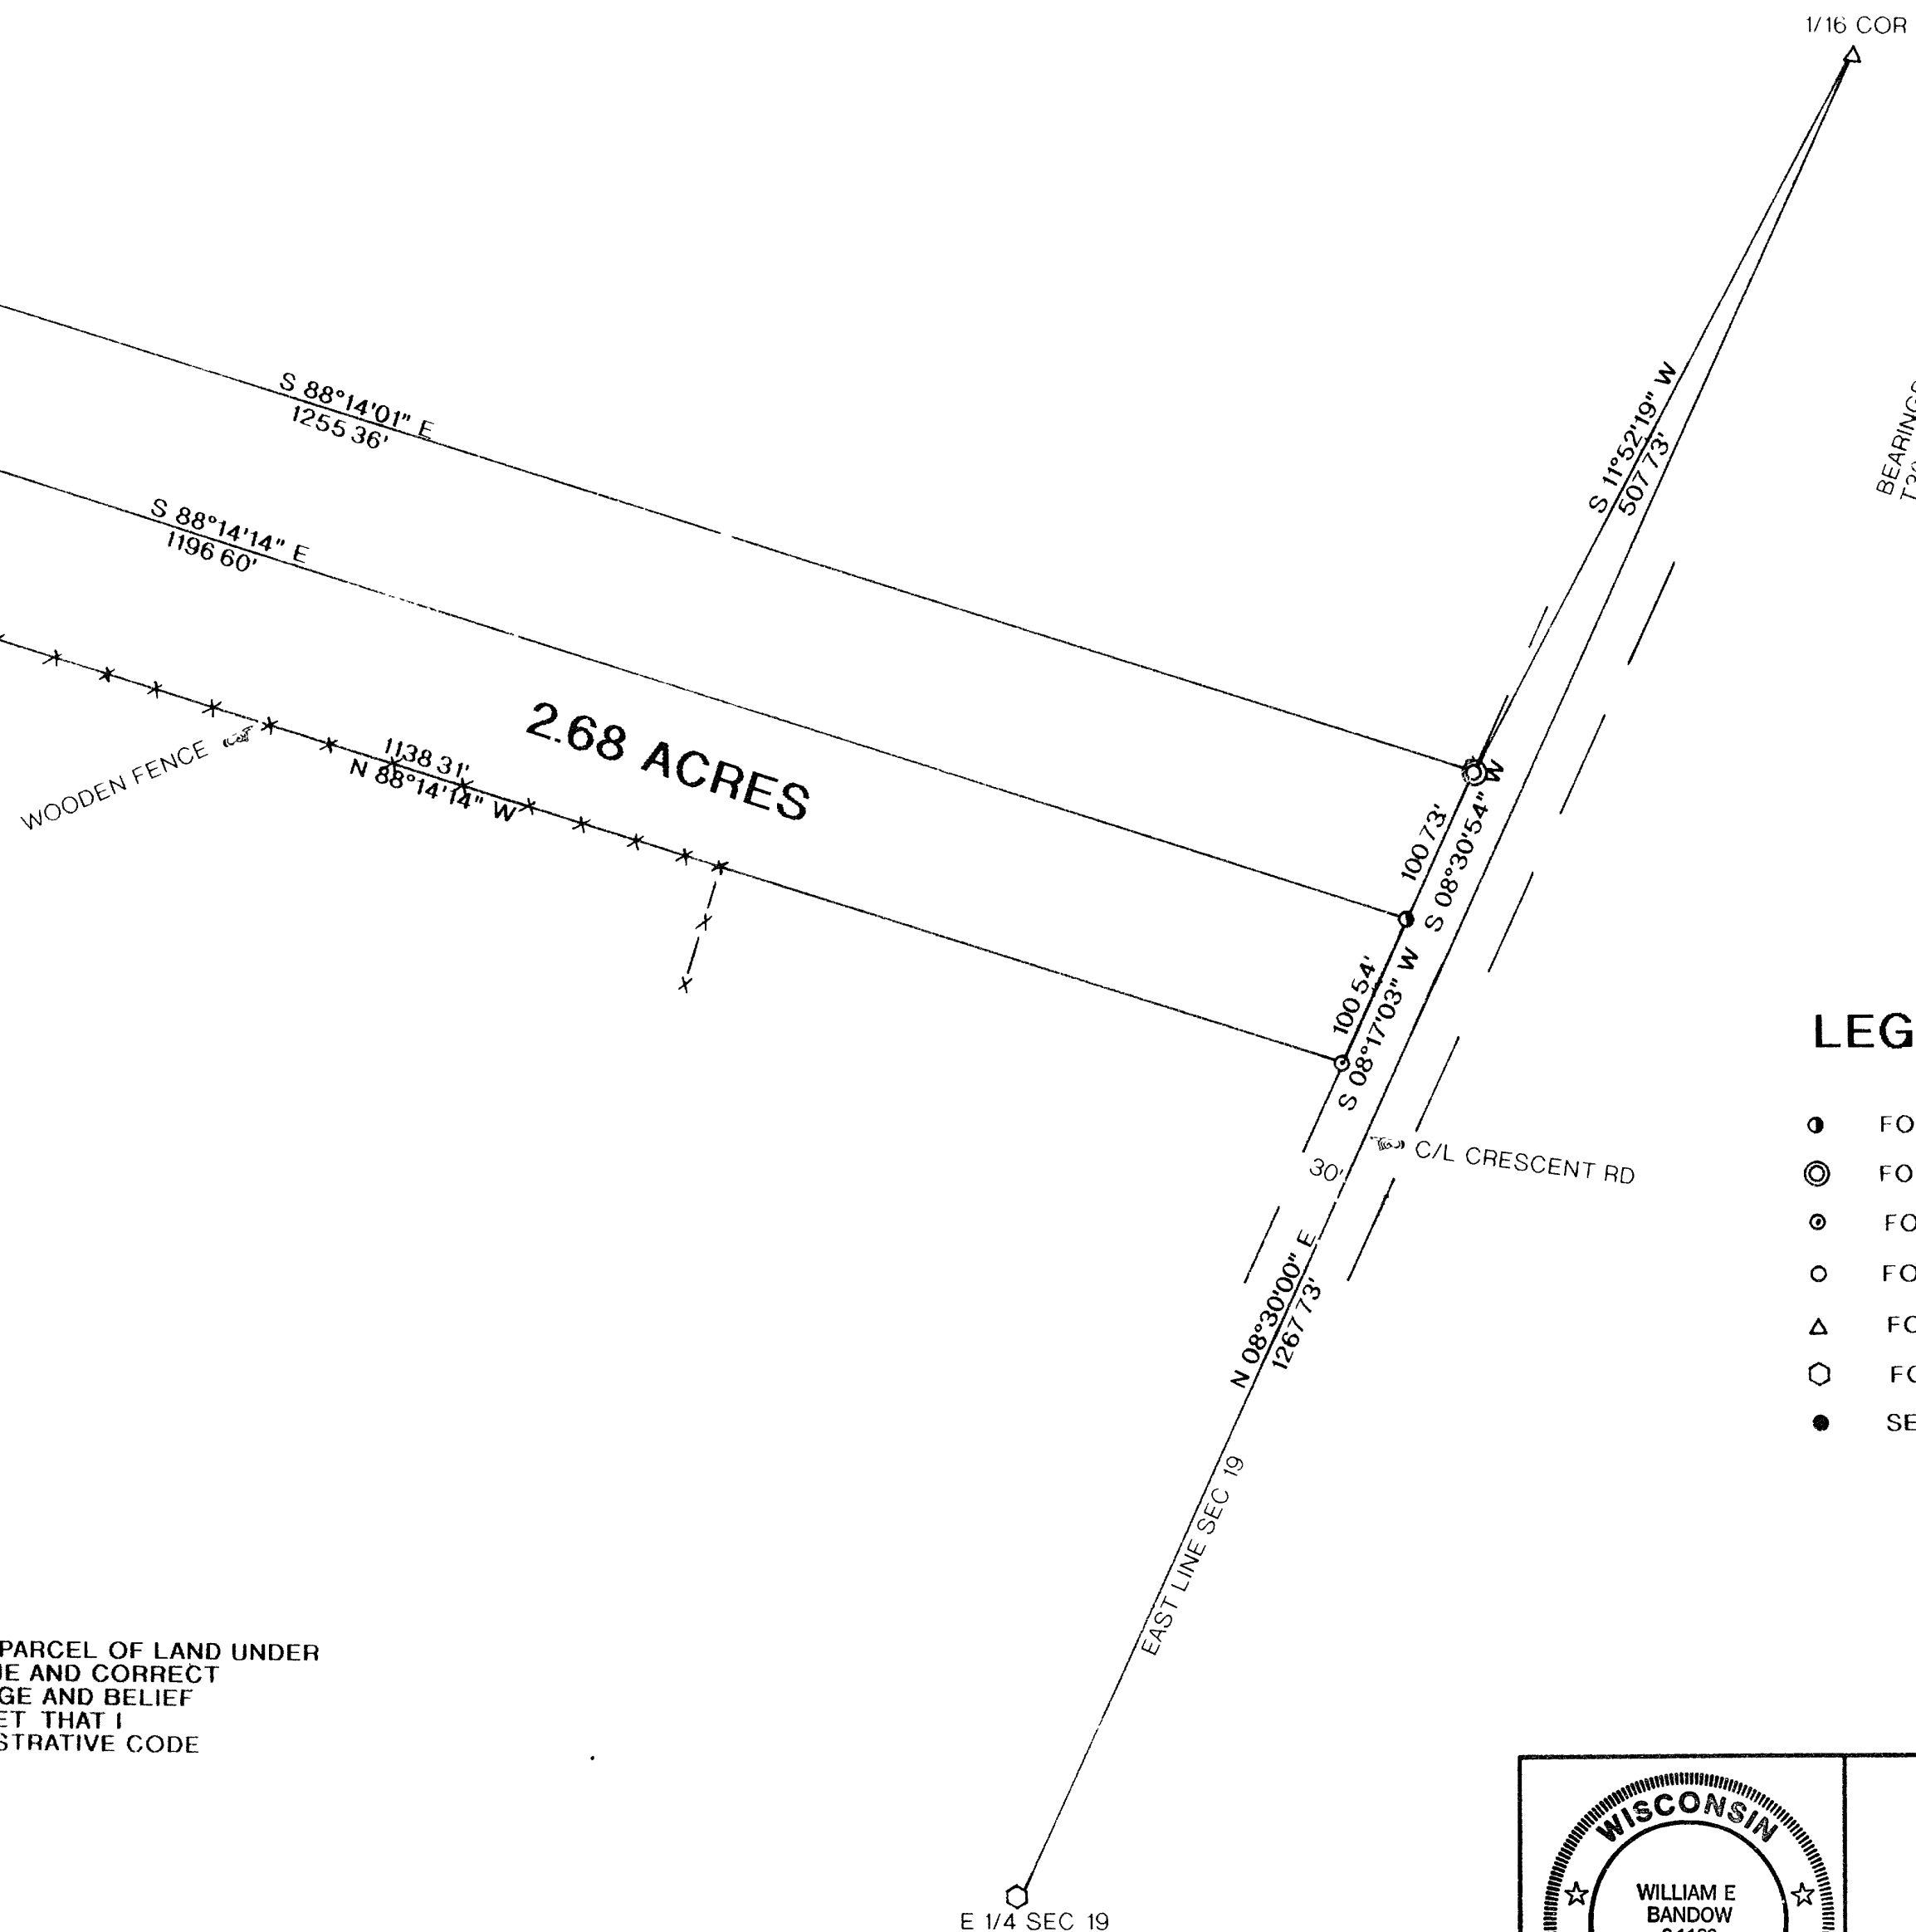 1/16 COR
S 11°52'19" W
507 73'
BEARINGS
S 88°14'01" E
1255 36'
S 88°14'14" E
1196 60'
2.68 ACRES
1138 31'
N 88°14'14" W
WOODEN FENCE
100 73'
S 08°30'54" W
100 54'
S 08°17'03" W
C/L CRESCENT RD
30'
N 08°30'00" E
1267 73'
EAST LINE SEC 19
E 1/4 SEC 19
LEG
FO
FO
FO
FO
FO
FO
SE
PARCEL OF LAND UNDER
E AND CORRECT
GE AND BELIEF
ET THAT I
STRATIVE CODE
WISCONSIN
WILLIAM E
BANDOW